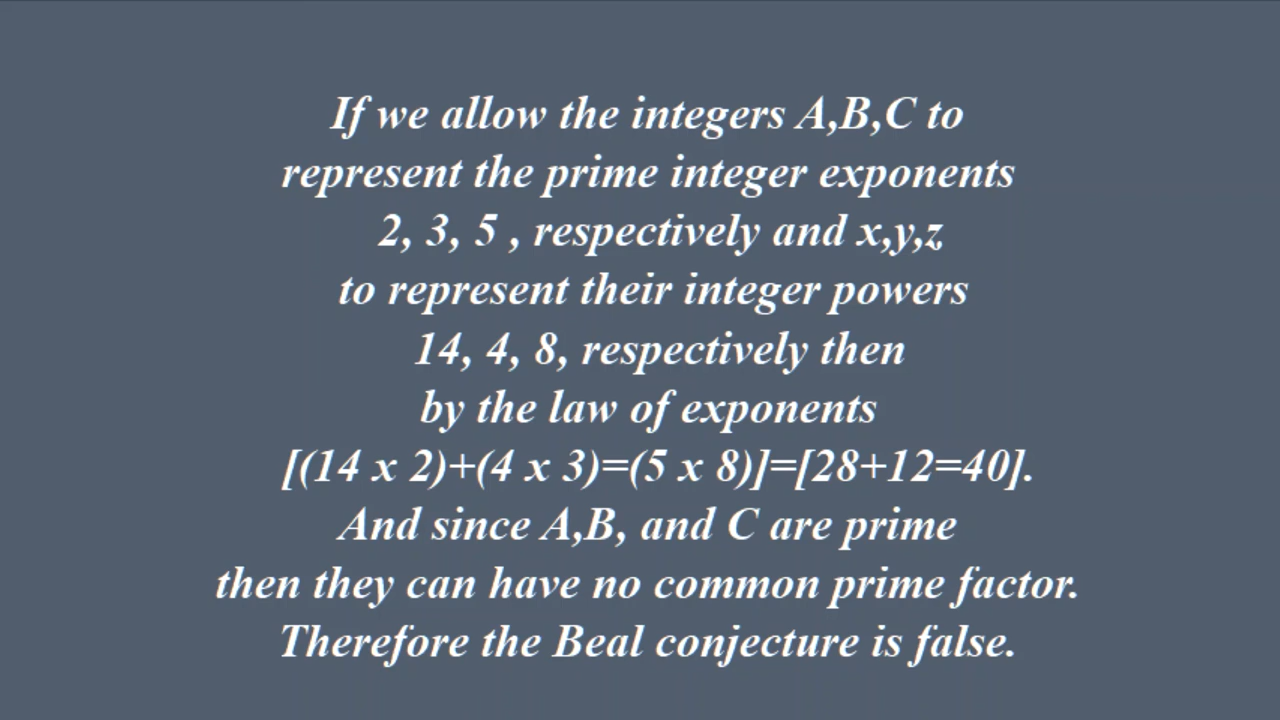 If we allow the integers A,B,C to
represent the prime integer exponents
2, 3, 5 , respectively and x,y,z
to represent their integer powers
14, 4, 8, respectively then
by the law of exponents
[(14 x 2)+(4 x 3)=(5 x 8)]=[28+12=40].
And since A,B, and C are prime
then they can have no common prime factor.
Therefore the Beal conjecture is false.